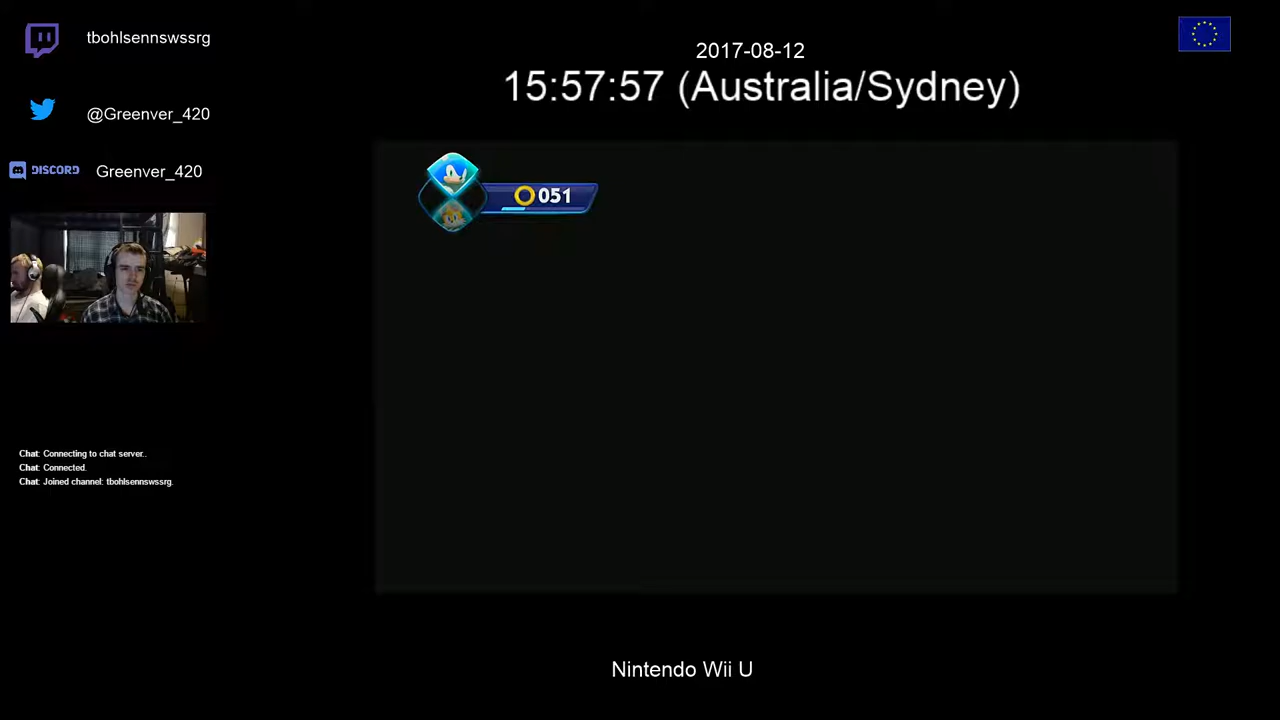 tbohlsennswssrg
2017-08-12
15:57:57 (Australia/Sydney)
@Greenver_420
DISCORD Greenver_420
051
Chat: Connecting to chat server..
Chat: Connected.
Chat: Joined channel: tbohlsennswssrg.
Nintendo Wii U